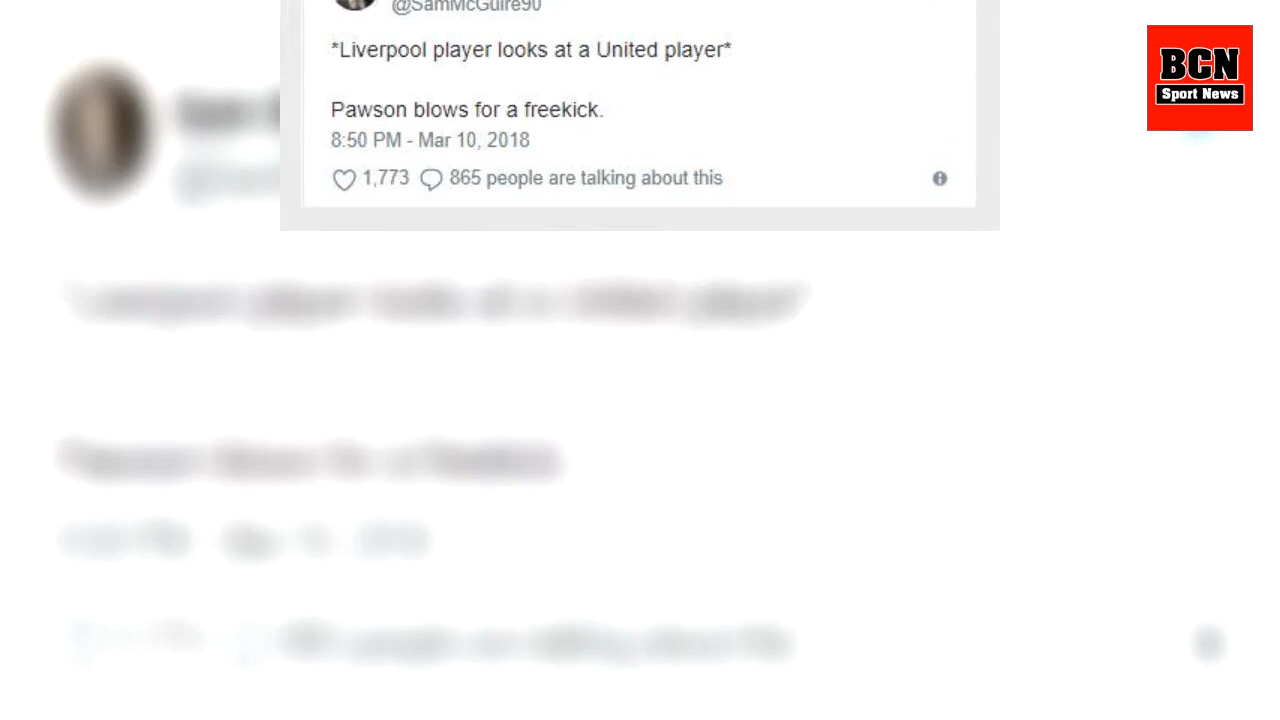 @SamMcGuire90
*Liverpool player looks at a United player*
Pawson blows for a freekick.
8:50 PM - Mar 10, 2018
1,773 865 people are talking about this
BCN
Sport News